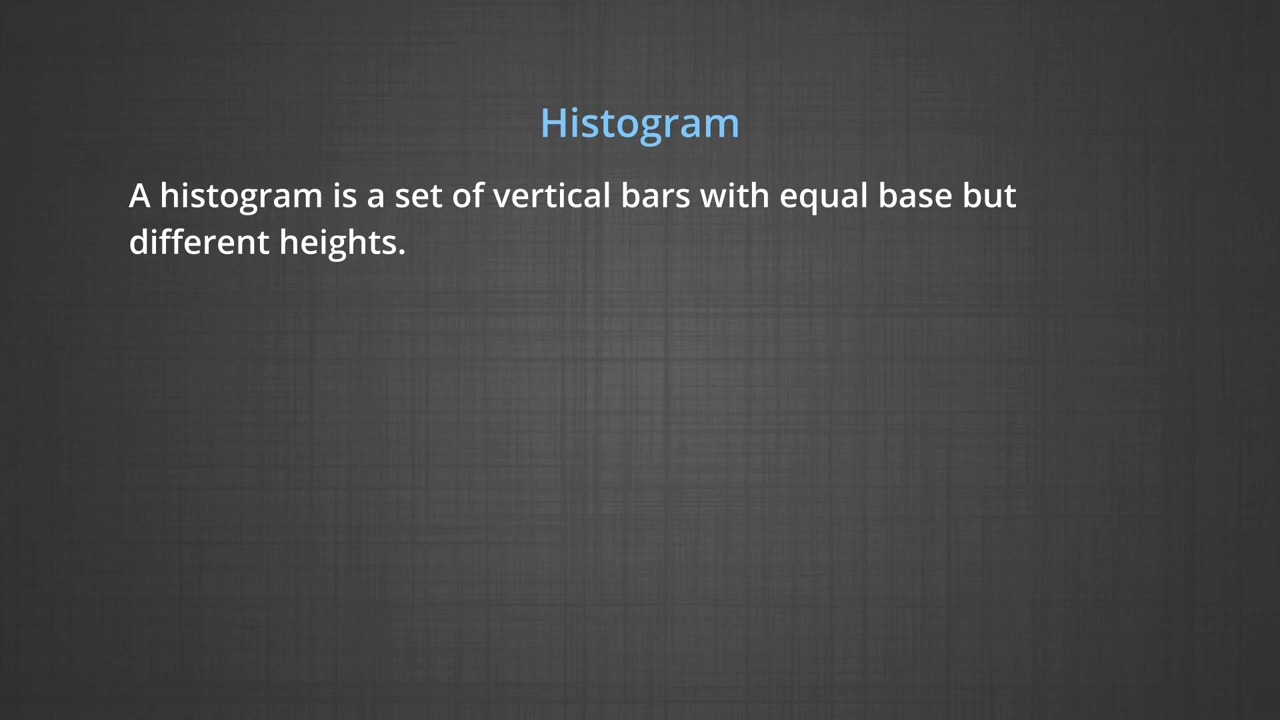 Histogram
A histogram is a set of vertical bars with equal base but
different heights.